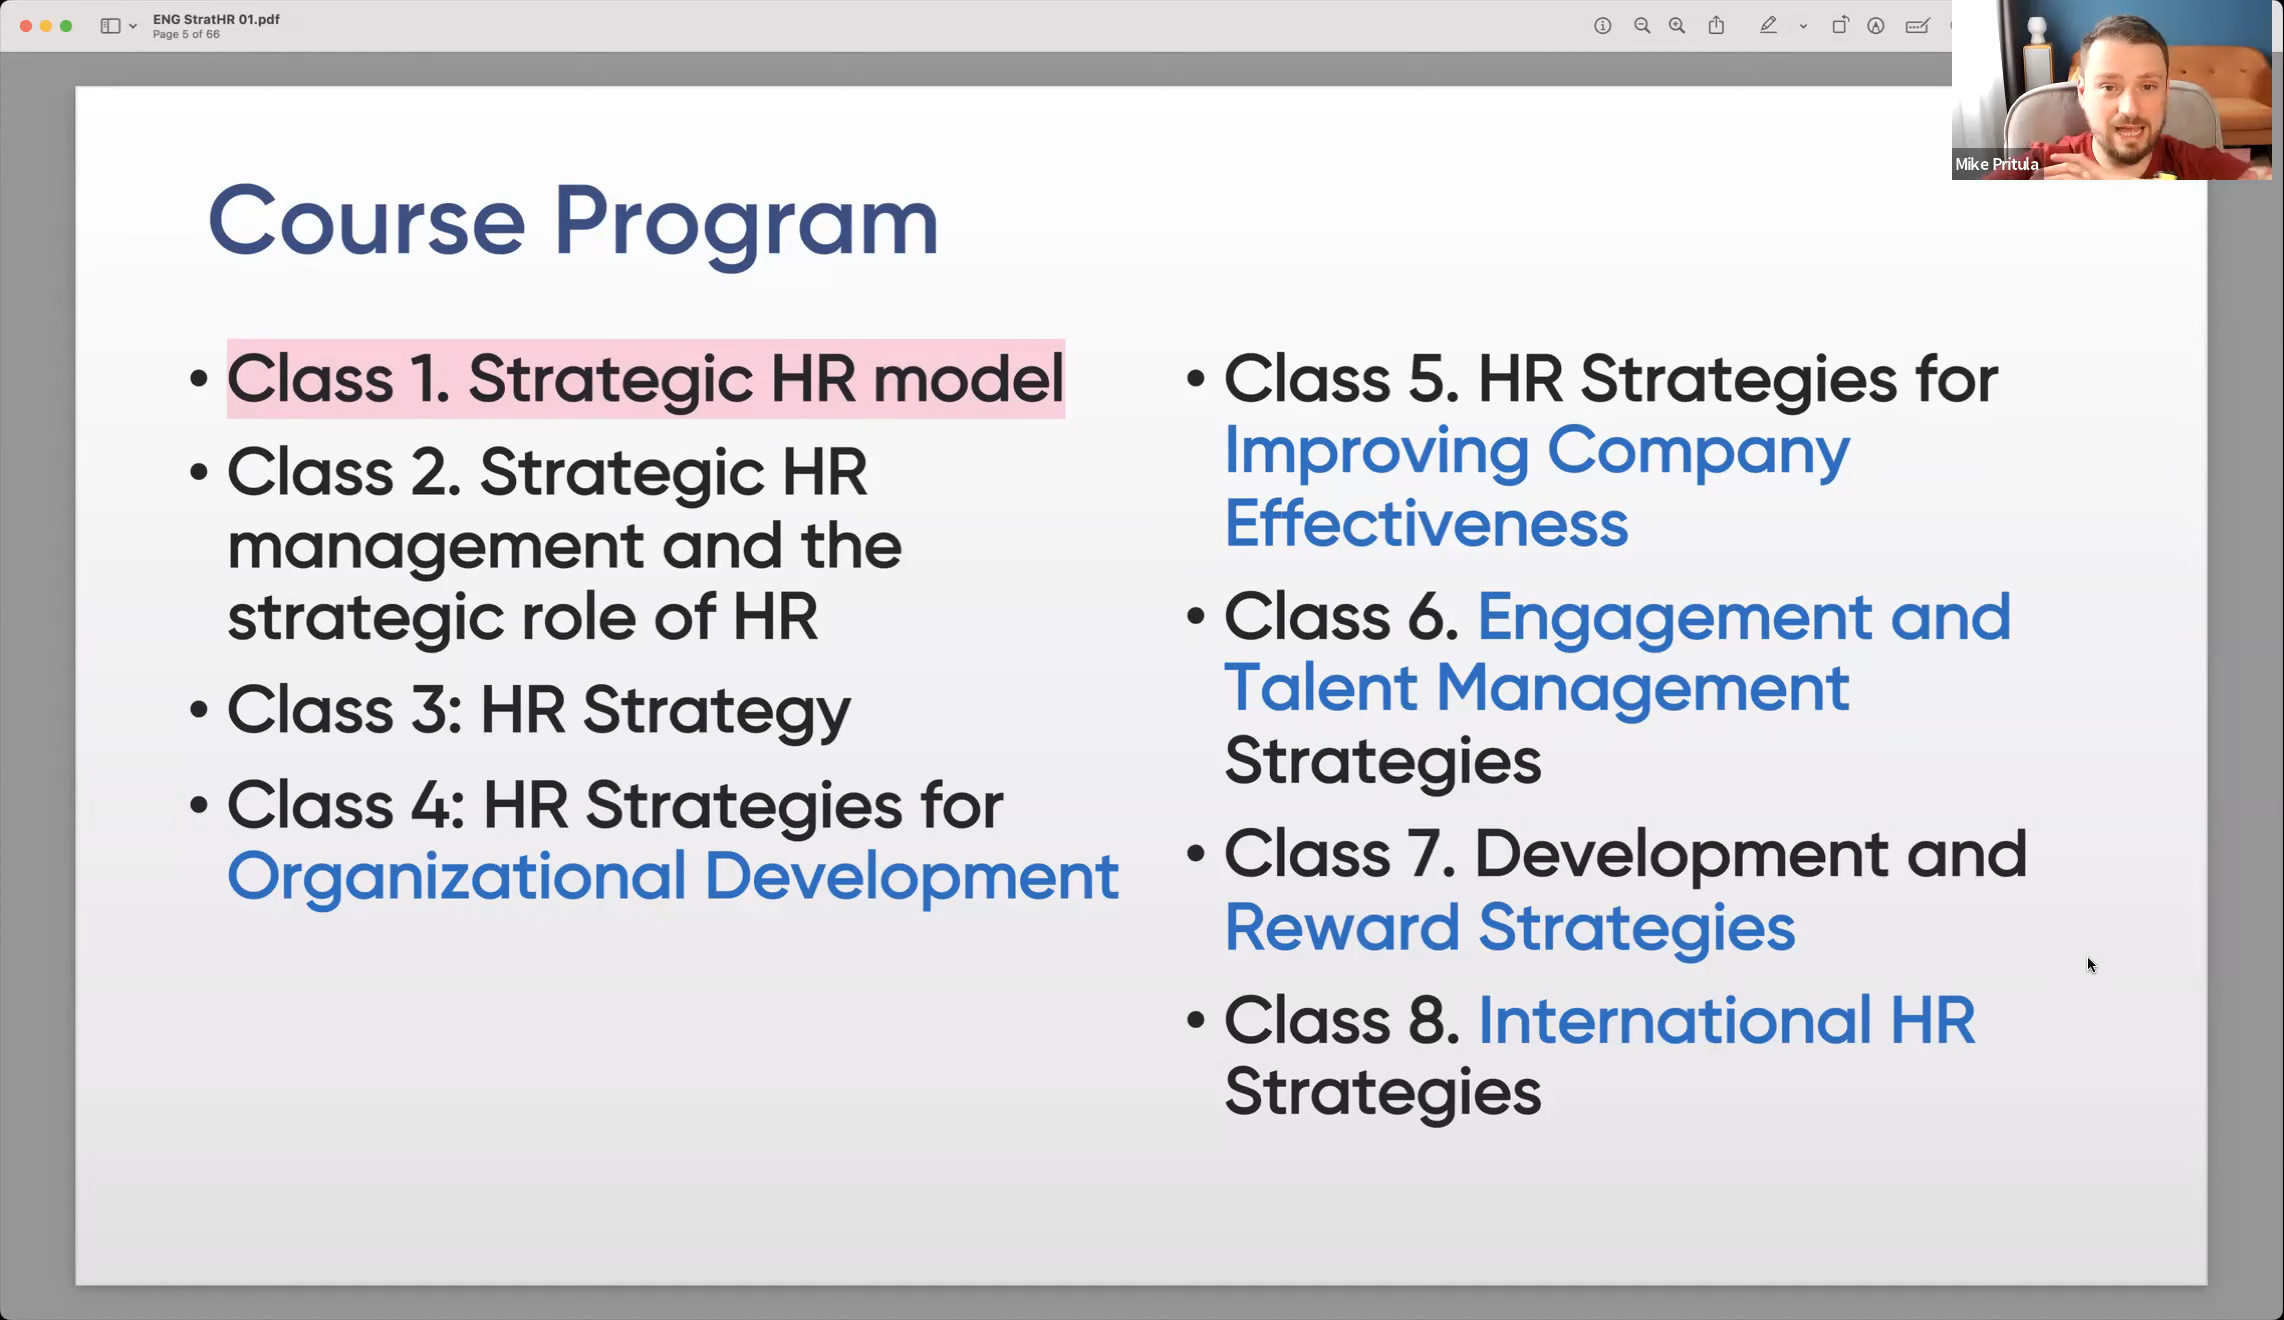 ENG StratHR 01.pdf
Page 5 of 66
Mike Pritula
Course Program
• Class 1. Strategic HR model
• Class 2. Strategic HR
management and the
strategic role of HR
• Class 3: HR Strategy
• Class 4: HR Strategies for
Organizational Development
• Class 5. HR Strategies for
Improving Company
Effectiveness
• Class 6. Engagement and
Talent Management
Strategies
• Class 7. Development and
Reward Strategies
• Class 8. International HR
Strategies